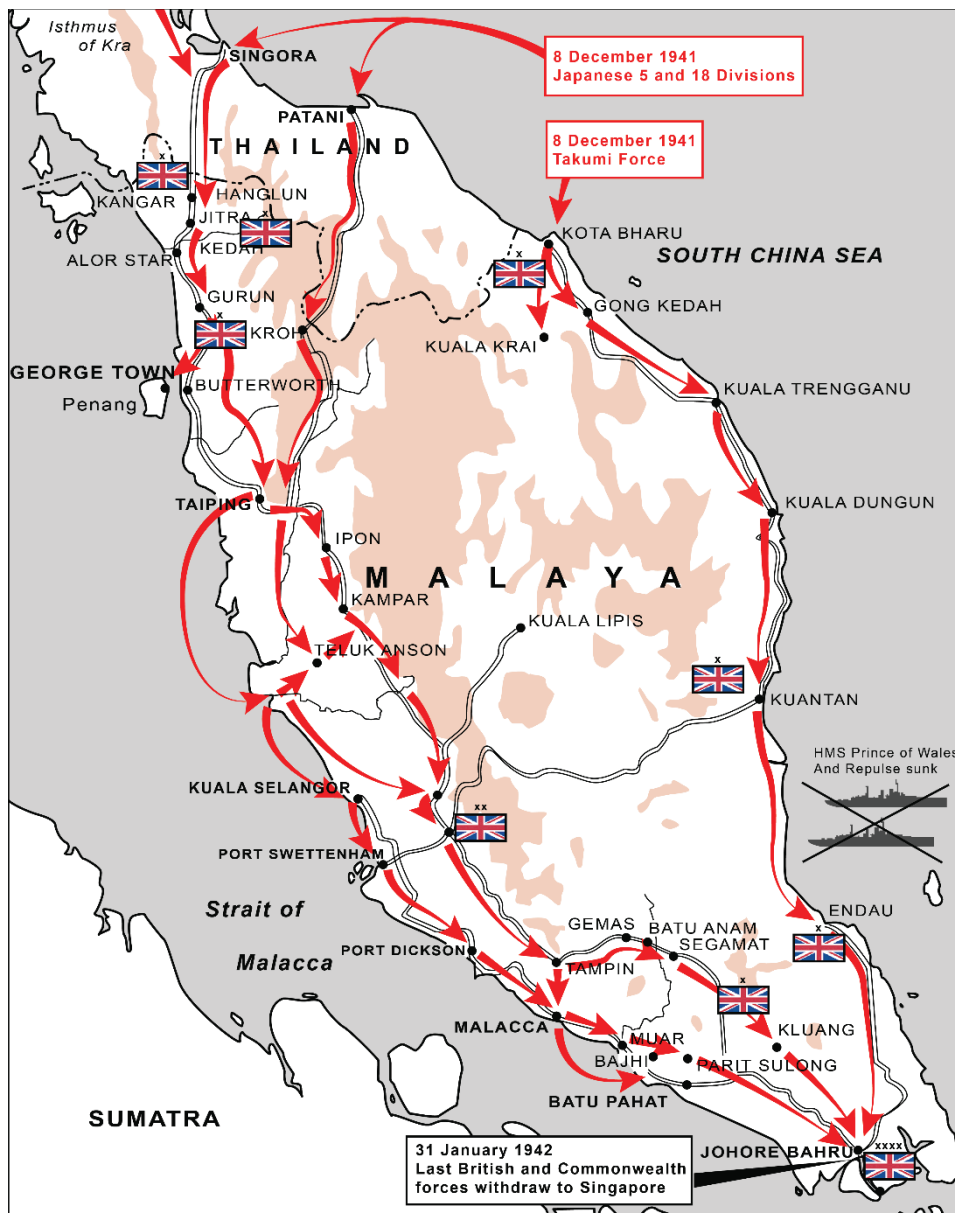 Isthmus
of Kra
SINGORA
8 December 1941
Japanese 5 and 18 Divisions
PATANI
THAILAND
8 December 1941
Takumi Force
x
KANGAR
HANGLUN
JITRA
x
KEDAH
ALOR STAR
KOTA BHARU
SOUTH CHINA SEA
x
GURUN
GONG KEDAH
x
KROH
KUALA KRAI
GEORGE TOWN
Penang
BUTTERWORTH
KUALA TRENGGANU
TAIPING
KUALA DUNGUN
IPON
MALAYA
KAMPAR
KUALA LIPIS
TELUK ANSON
x
KUANTAN
HMS Prince of Wales
And Repulse sunk
KUALA SELANGOR
xx
PORT SWETTENHAM
Strait of
Malacca
PORT DICKSON
GEMAS
BATU ANAM
SEGAMAT
ENDAU
x
TAMPIN
x
MALACCA
MUAR
KLUANG
BAJHI
PARIT SULONG
BATU PAHAT
SUMATRA
31 January 1942
Last British and Commonwealth
forces withdraw to Singapore
JOHORE BAHRU
xxxx